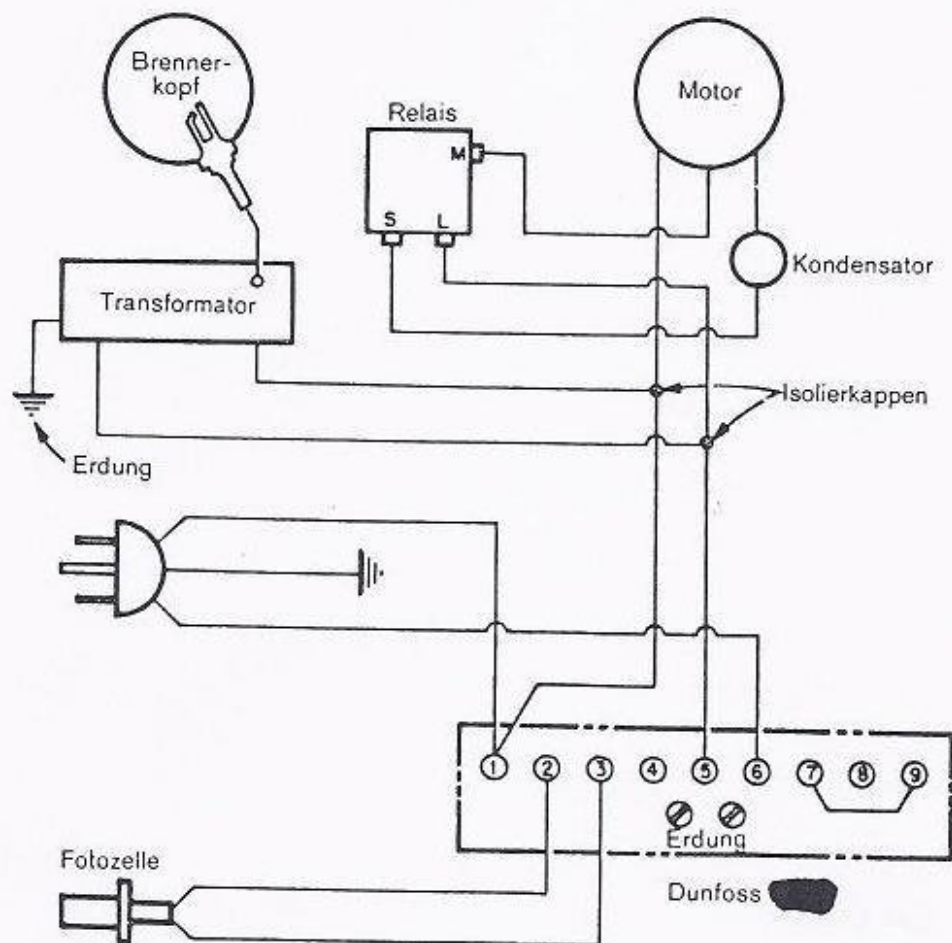 Brenner-
kopf
Motor
Relais
M
S L
Kondensator
Transformator
Isolierkappen
Erdung
1 2 3 4 5 6 7 8 9
Erdung
Fotozelle
Dunfoss